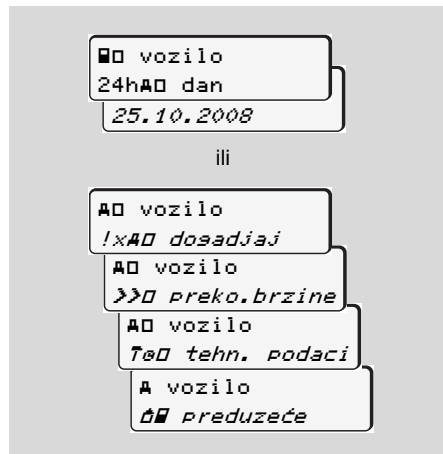 vozilo
24h dan
25.10.2008
ili
vozilo
!x dogadjaj
vozilo
>> preko.brzine
vozilo
T tehn. podaci
vozilo
preduzeće